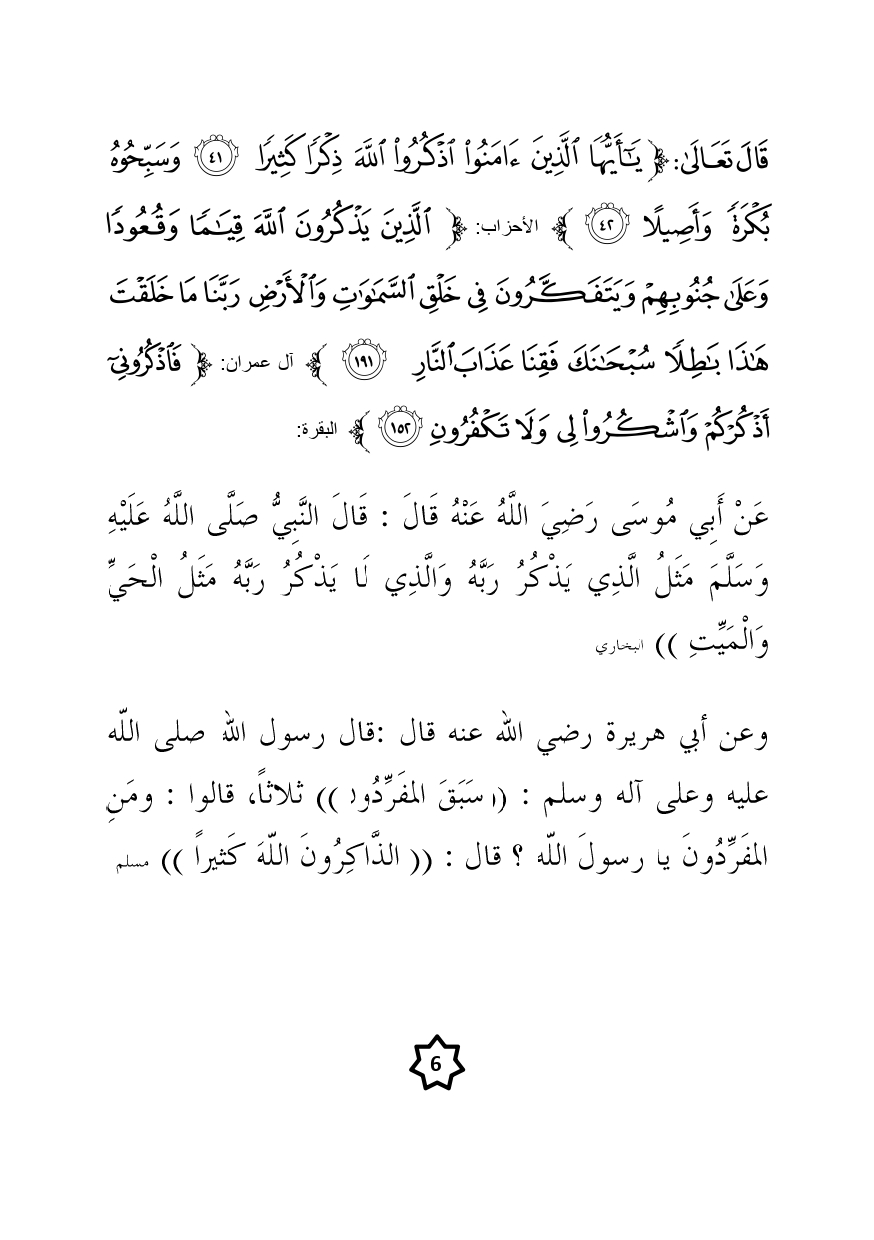 قَالَ تَعَالَىٰ: ﴿ يَٰٓأَيُّهَا ٱلَّذِينَ ءَامَنُوا۟ ٱذْكُرُوا۟ ٱللَّهَ ذِكْرًا كَثِيرًا ٤١ وَسَبِّحُوهُ
بُكْرَةً وَأَصِيلًا ٤٢ ﴾ الأحزاب: ﴿ ٱلَّذِينَ يَذْكُرُونَ ٱللَّهَ قِيَٰمًا وَقُعُودًا
وَعَلَىٰ جُنُوبِهِمْ وَيَتَفَكَّرُونَ فِى خَلْقِ ٱلسَّمَٰوَٰتِ وَٱلْأَرْضِ رَبَّنَا مَا خَلَقْتَ
هَٰذَا بَٰطِلًا سُبْحَٰنَكَ فَقِنَا عَذَابَ ٱلنَّارِ ١٩١ ﴾ آل عمران: ﴿ فَٱذْكُرُونِىٓ
أَذْكُرْكُمْ وَٱشْكُرُوا۟ لِى وَلَا تَكْفُرُونِ ١٥٢ ﴾ البقرة:
عَنْ أَبِي مُوسَى رَضِيَ اللَّهُ عَنْهُ قَالَ : قَالَ النَّبِيُّ صَلَّى اللَّهُ عَلَيْهِ
وَسَلَّمَ مَثَلُ الَّذِي يَذْكُرُ رَبَّهُ وَالَّذِي لَا يَذْكُرُ رَبَّهُ مَثَلُ الْحَيِّ
وَالْمَيِّتِ )) البخاري
وعن أبي هريرة رضي الله عنه قال :قال رسول الله صلى اللّه
عليه وعلى آله وسلم : (( سَبَقَ المفَرِّدُون )) ثلاثاً، قالوا : ومَنِ
المفَرِّدُونَ يا رسولَ اللّه ؟ قال : (( الذَّاكِرُونَ اللّهَ كَثيراً )) مسلم
6